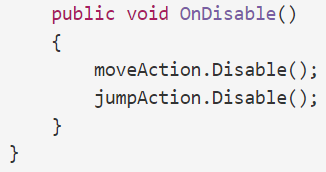 public void OnDisable()
    {
        moveAction.Disable();
        jumpAction.Disable();
    }
}